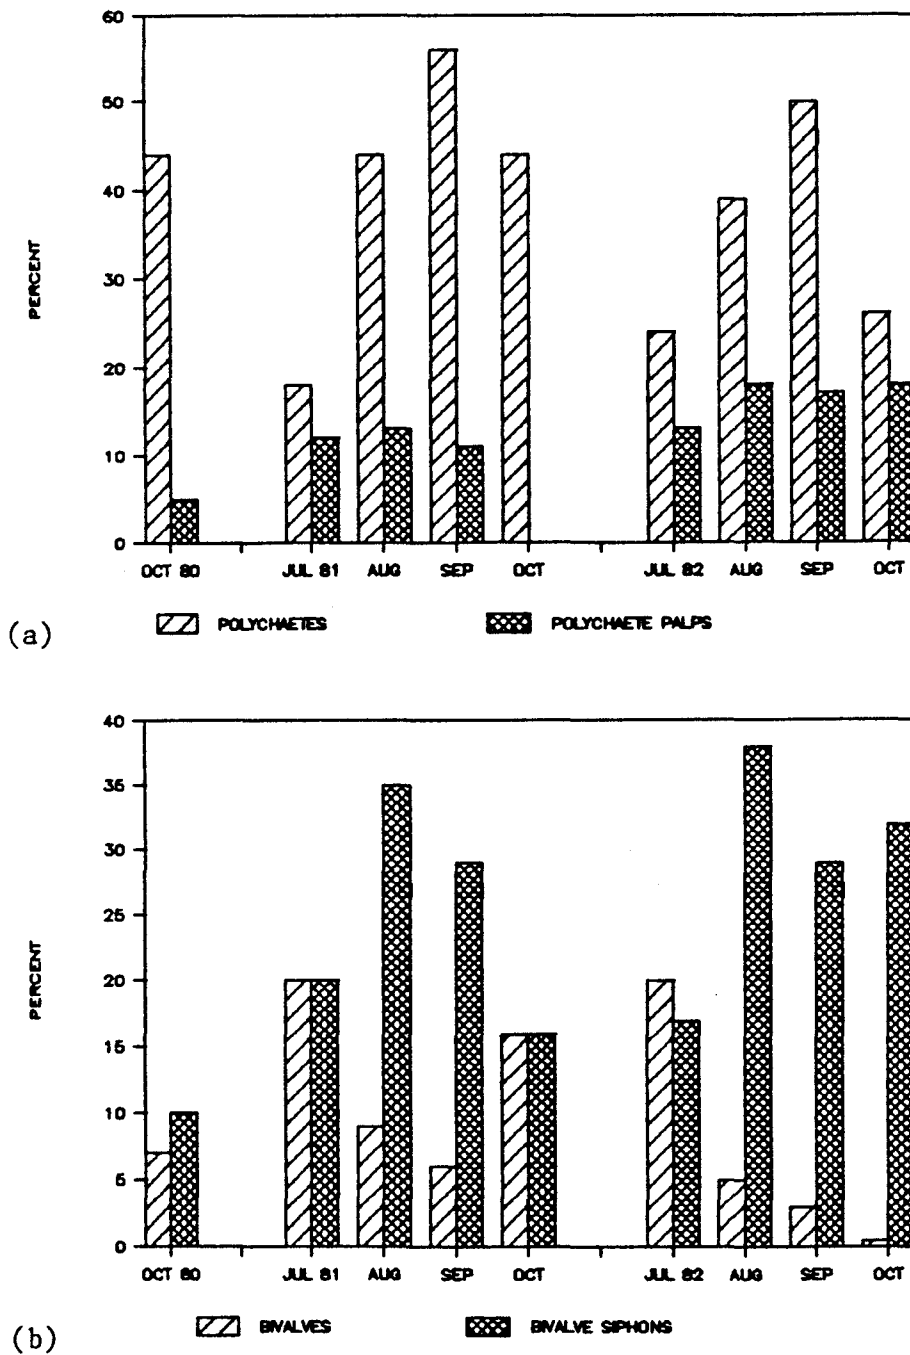 60
50
40
30
20
10
0
PERCENT
OCT 80 JUL 81 AUG SEP OCT JUL 82 AUG SEP OCT
POLYCHAETES POLYCHAETE PALPS
(a)
40
35
30
25
20
15
10
5
0
PERCENT
OCT 80 JUL 81 AUG SEP OCT JUL 82 AUG SEP OCT
BIVALVES BIVALVE SIPHONS
(b)